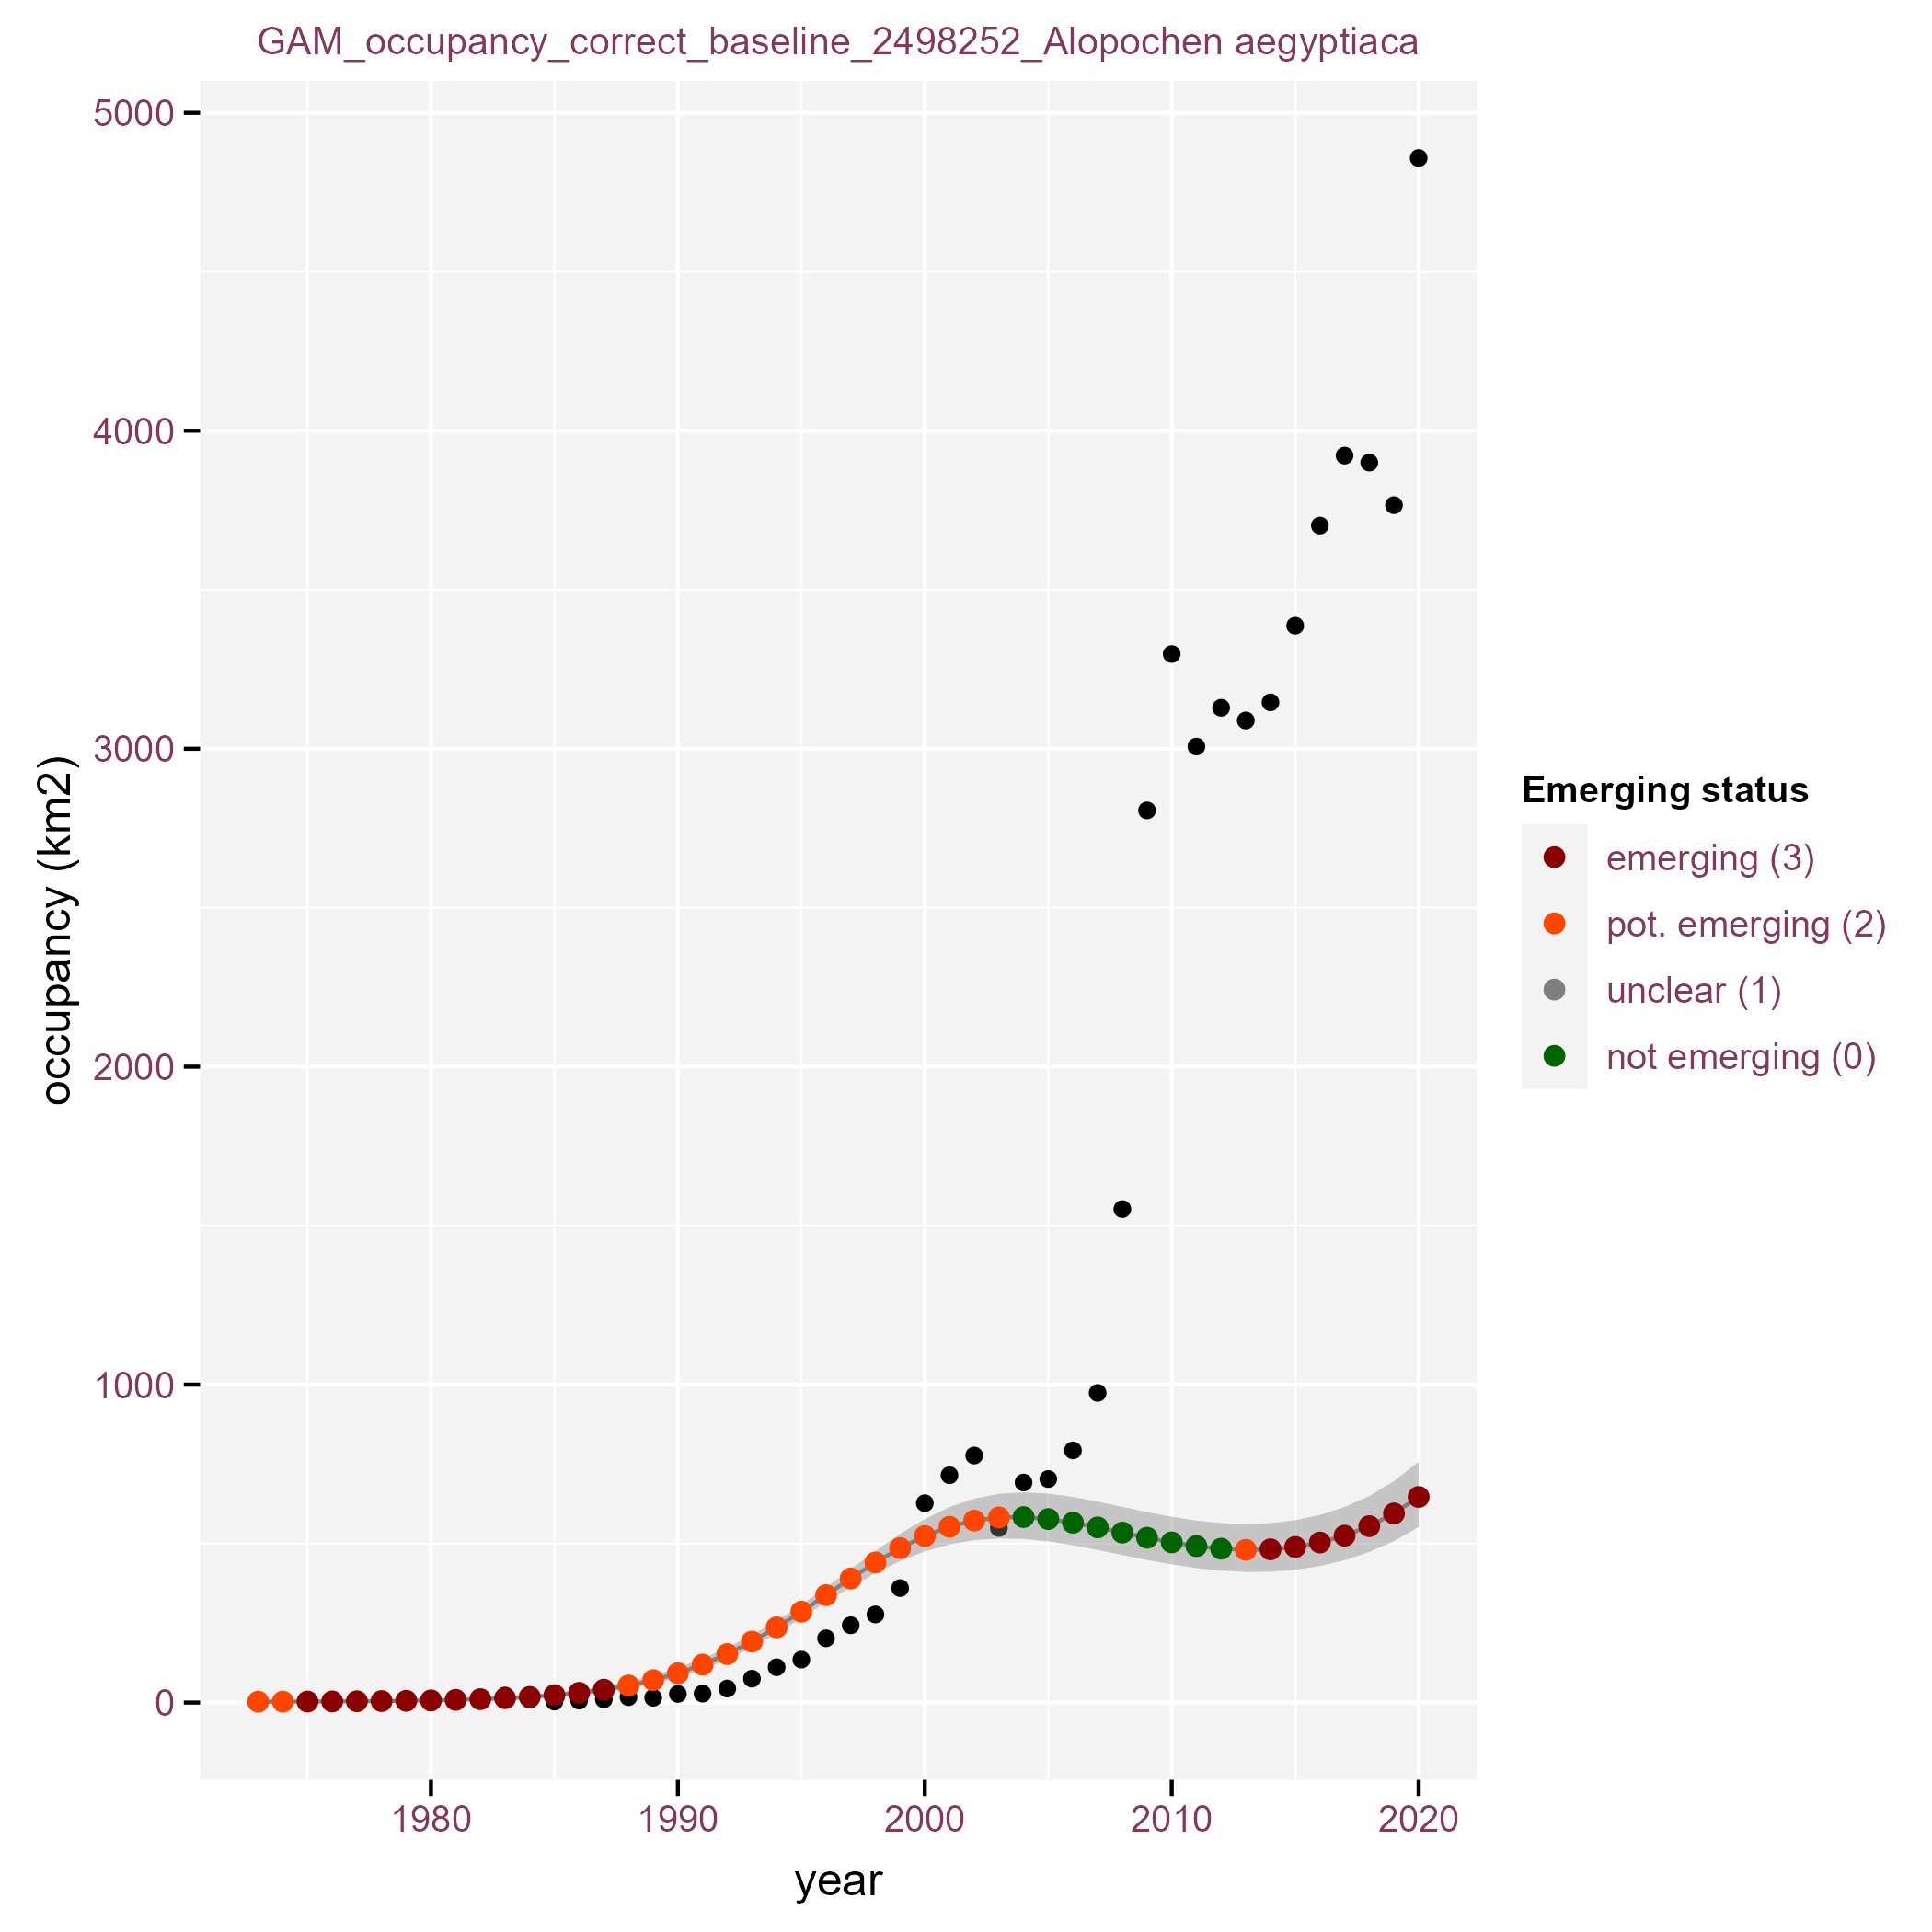 GAM_occupancy_correct_baseline_2498252_Alopochen aegyptiaca
5000
4000
3000
2000
1000
0
occupancy (km2)
1980 1990 2000 2010 2020
year
Emerging status
emerging (3)
pot. emerging (2)
unclear (1)
not emerging (0)